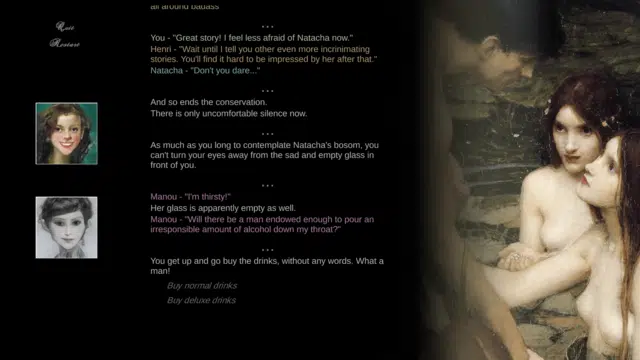 all around badass
Quit
Restart
• • •
You - "Great story! I feel less afraid of Natacha now."
Henri - "Wait until I tell you other even more incrinimating
stories. You'll find it hard to be impressed by her after that."
Natacha - "Don't you dare..."
• • •
And so ends the conservation.
There is only uncomfortable silence now.
• • •
As much as you long to contemplate Natacha's bosom, you
can't turn your eyes away from the sad and empty glass in
front of you.
• • •
Manou - "I'm thirsty!"
Her glass is apparently empty as well.
Manou - "Will there be a man endowed enough to pour an
irresponsible amount of alcohol down my throat?"
• • •
You get up and go buy the drinks, without any words. What a
man!
Buy normal drinks
Buy deluxe drinks